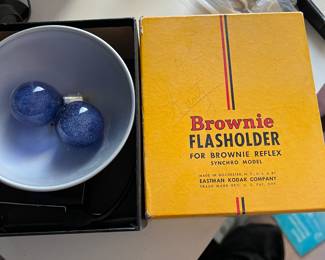 Brownie
FLASHOLDER
FOR BROWNIE REFLEX
SYNCHRO MODEL
MADE IN ROCHESTER, N. Y., U. S. A. BY
EASTMAN KODAK COMPANY
TRADE MARK REG. U. S. PAT. OFF.